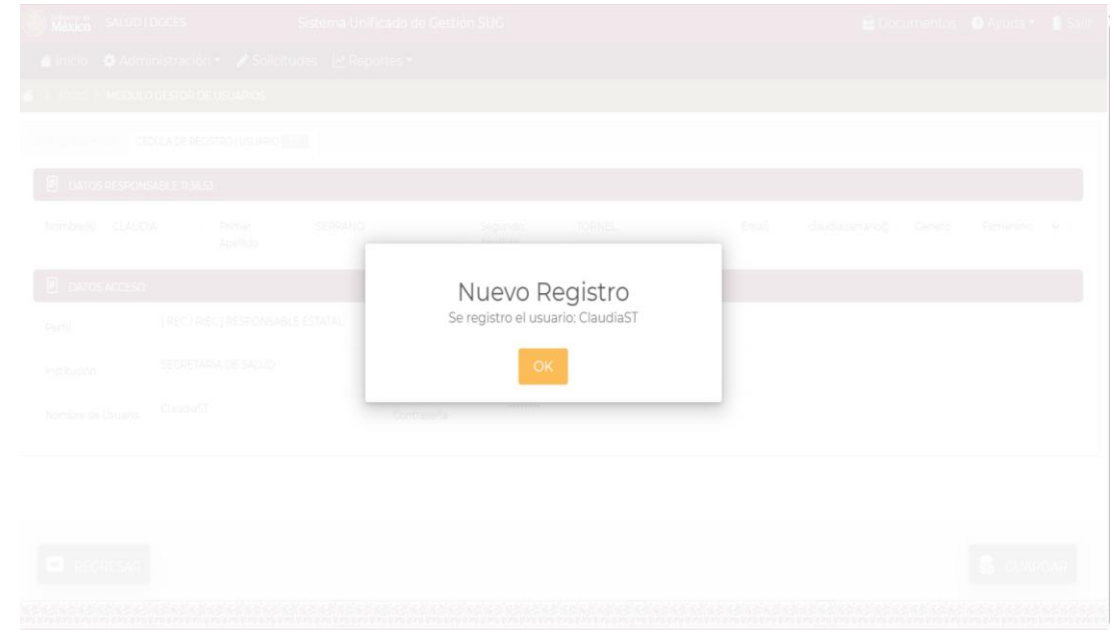 México SALUD | DGCES Sistema Unificado de Gestión SUG Documentos Ayuda Salir
Inicio Administración Solicitudes Reportes
Inicio > MODULO GESTOR DE USUARIOS
CEDULA DE REGISTRO | USUARIO
DATOS RESPONSABLE
Nombre(s) CLAUDIA Primer Apellido SERRANO Segundo Apellido TORNEL Email Genero Femenino
DATOS ACCESO
Nuevo Registro
Se registro el usuario: ClaudiaST
OK
Perfil RESPONSABLE ESTATAL
Institución SECRETARIA DE SALUD
Nombre de Usuario ClaudiaST Contraseña
REGRESAR GUARDAR